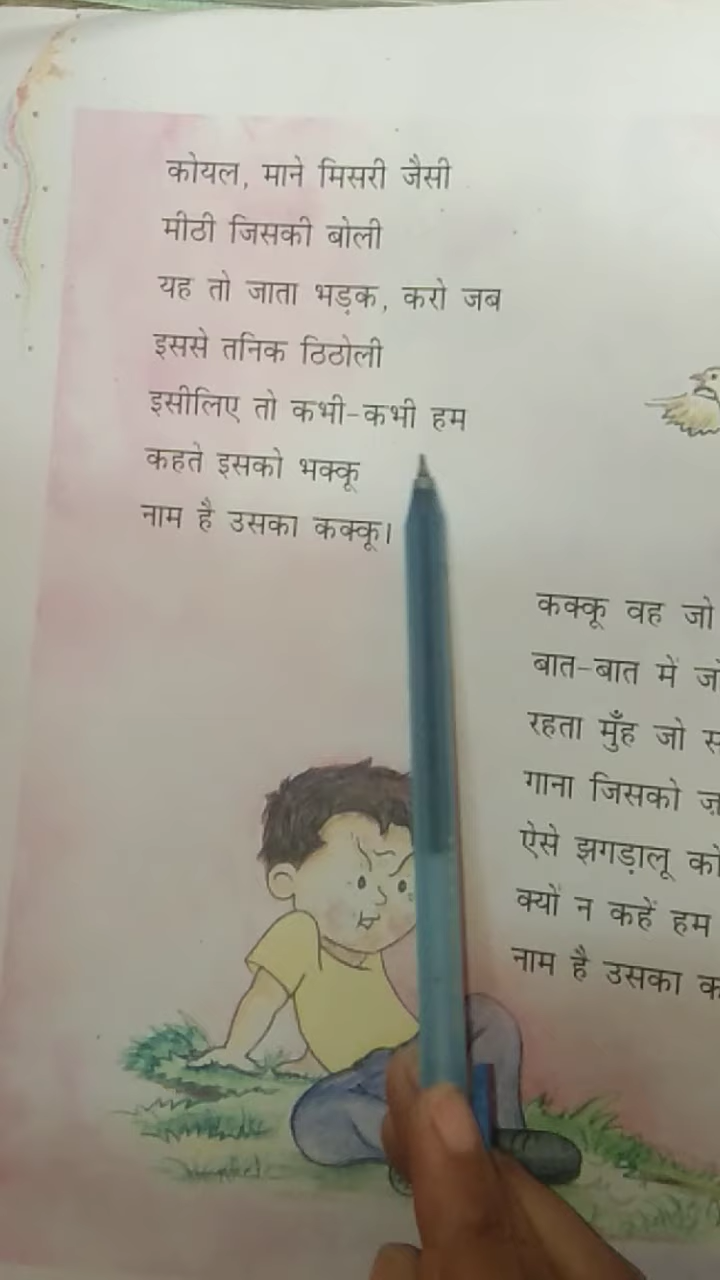 कोयल, माने मिसरी जैसी
मीठी जिसकी बोली
यह तो जाता भड़क, करो जब
इससे तनिक ठिठोली
इसीलिए तो कभी-कभी हम
कहते इसको भक्कू
नाम है उसका कक्कू।
कक्कू वह जो
बात-बात में
रहता मुँह जो
गाना जिसको
ऐसे झगड़ालू
क्यों न कहें हम
नाम है उसका